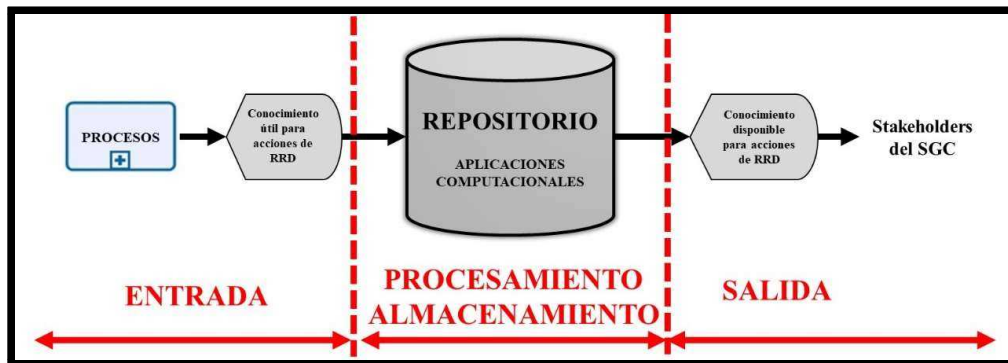 PROCESOS
Conocimiento
útil para
acciones de
RRD
REPOSITORIO
APLICACIONES
COMPUTACIONALES
Conocimiento
disponible
para acciones
de RRD
Stakeholders
del SGC
ENTRADA
PROCESAMIENTO
ALMACENAMIENTO
SALIDA